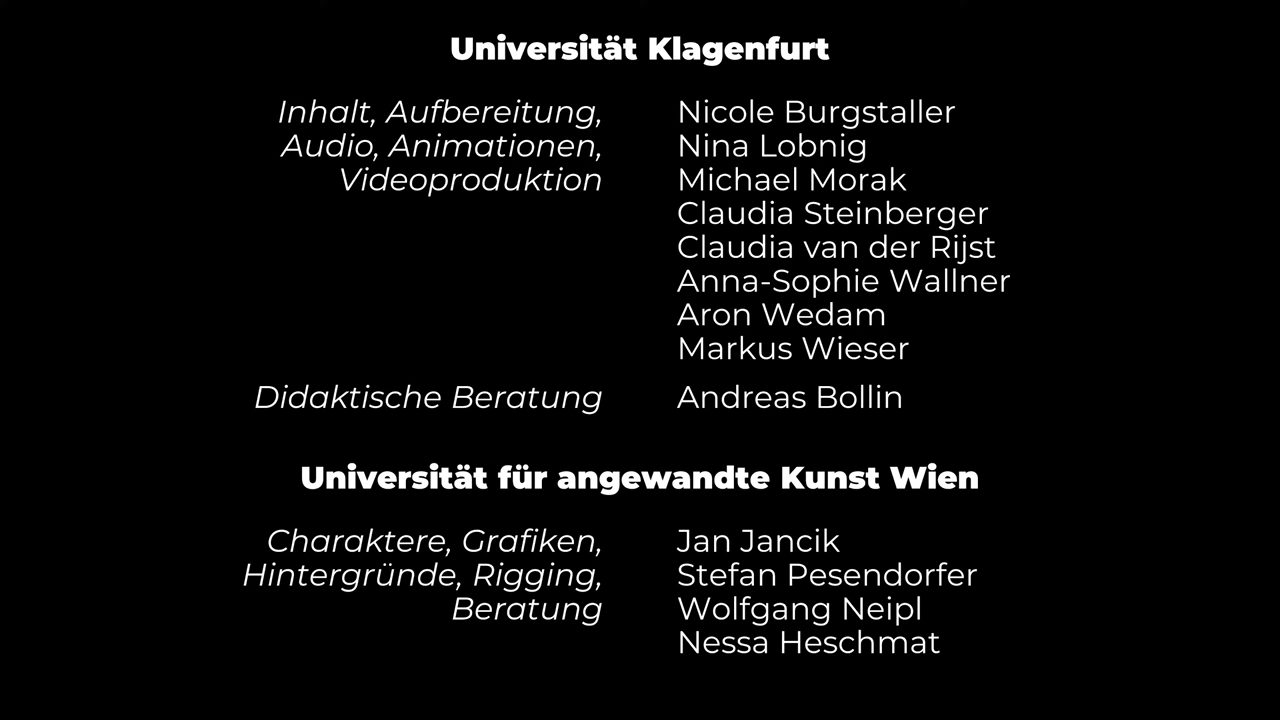 Universität Klagenfurt
Inhalt, Aufbereitung, Nicole Burgstaller
Audio, Animationen, Nina Lobnig
Videoproduktion Michael Morak
Claudia Steinberger
Claudia van der Rijst
Anna-Sophie Wallner
Aron Wedam
Markus Wieser
Didaktische Beratung Andreas Bollin
Universität für angewandte Kunst Wien
Charaktere, Grafiken, Jan Jancik
Hintergründe, Rigging, Stefan Pesendorfer
Beratung Wolfgang Neipl
Nessa Heschmat